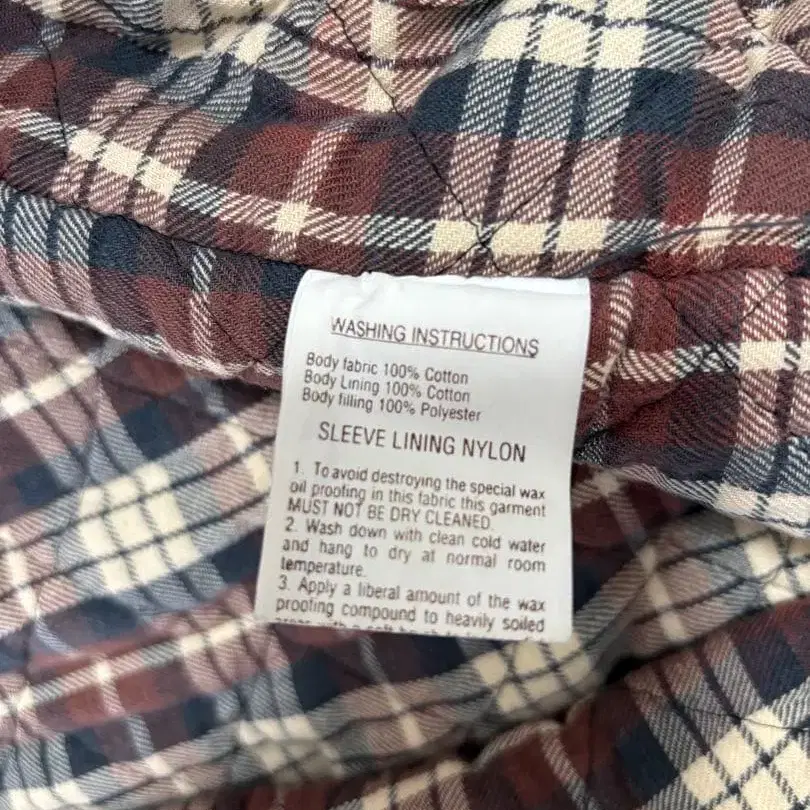 WASHING INSTRUCTIONS
Body fabric 100% Cotton
Body Lining 100% Cotton
Body filling 100% Polyester
SLEEVE LINING NYLON
1. To avoid destroying the special wax
oil proofing in this fabric this garment
MUST NOT BE DRY CLEANED.
2. Wash down with clean cold water
and hang to dry at normal room
temperature.
3. Apply a liberal amount of the wax
proofing compound to heavily soiled